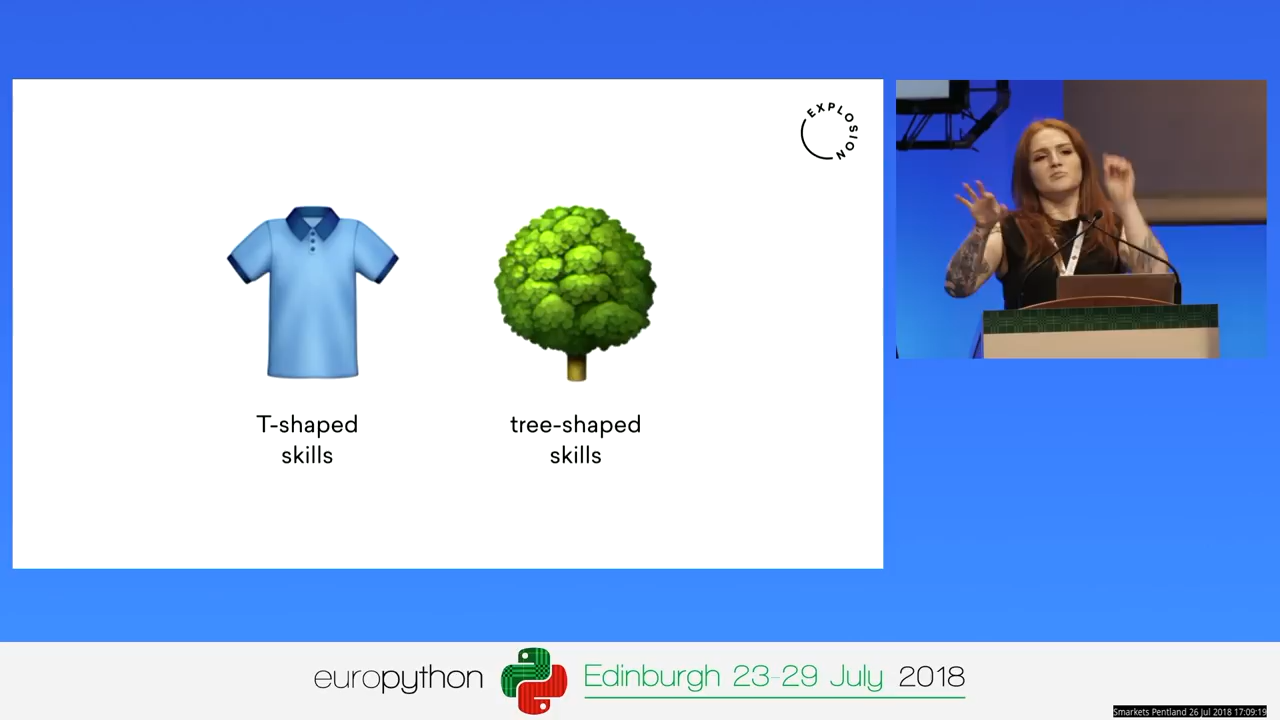 EXPLOSION
T-shaped
skills
tree-shaped
skills
europython
Edinburgh 23-29 July 2018
Smarkets Pentland 26 Jul 2018 17:09:19